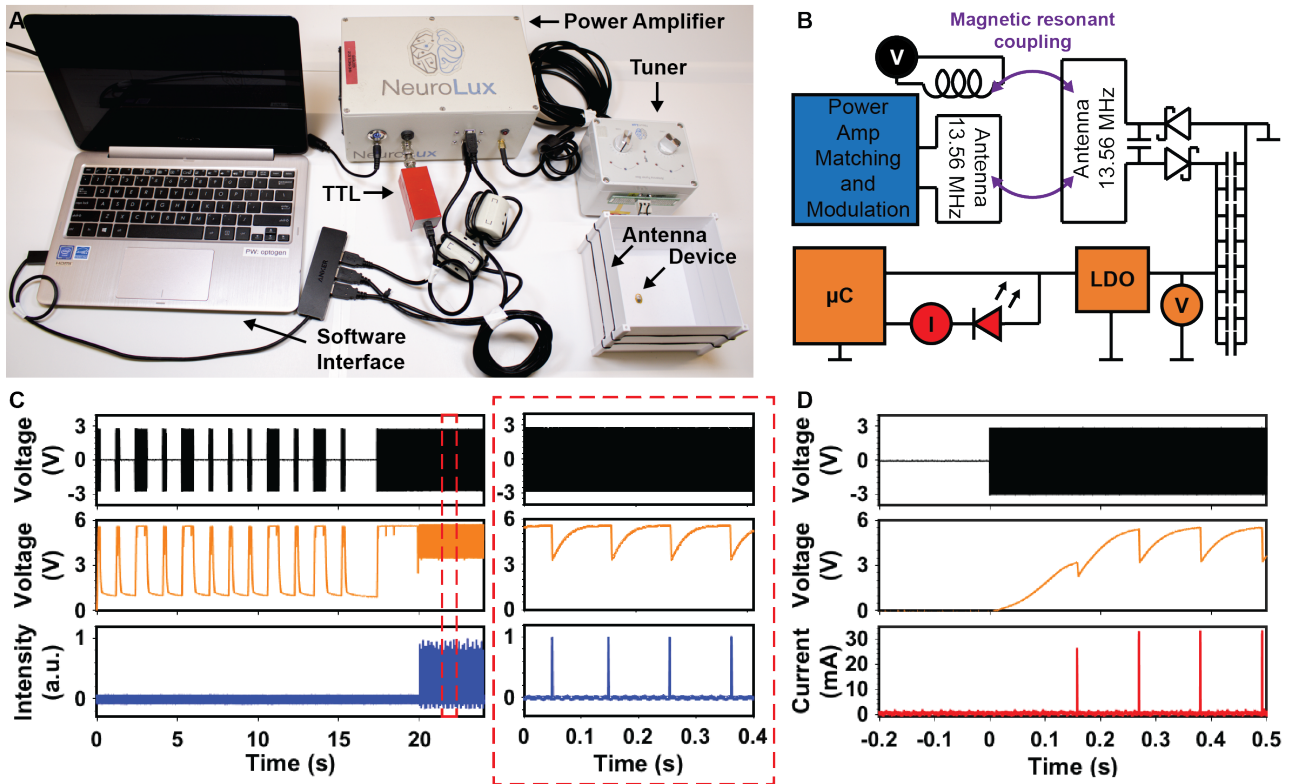 A
Power Amplifier
NeuroLux
Tuner
NeuroLux
TTL
Antenna
Device
PW: optogen
ANKER
Software
Interface
B
Magnetic resonant
coupling
V
Power
Amp
Matching
and
Modulation
Antenna
13.56 MHz
Antenna
13.56 MHz
µC
I
LDO
V
C
Voltage
(V)
3
0
-3
3
0
-3
Voltage
(V)
6
3
0
6
3
0
Intensity
(a.u.)
1
0
1
0
0 5 10 15 20
Time (s)
0 0.1 0.2 0.3 0.4
Time (s)
D
Voltage
(V)
3
0
-3
Voltage
(V)
6
3
0
Current
(mA)
30
20
10
0
-0.2 -0.1 0 0.1 0.2 0.3 0.4 0.5
Time (s)